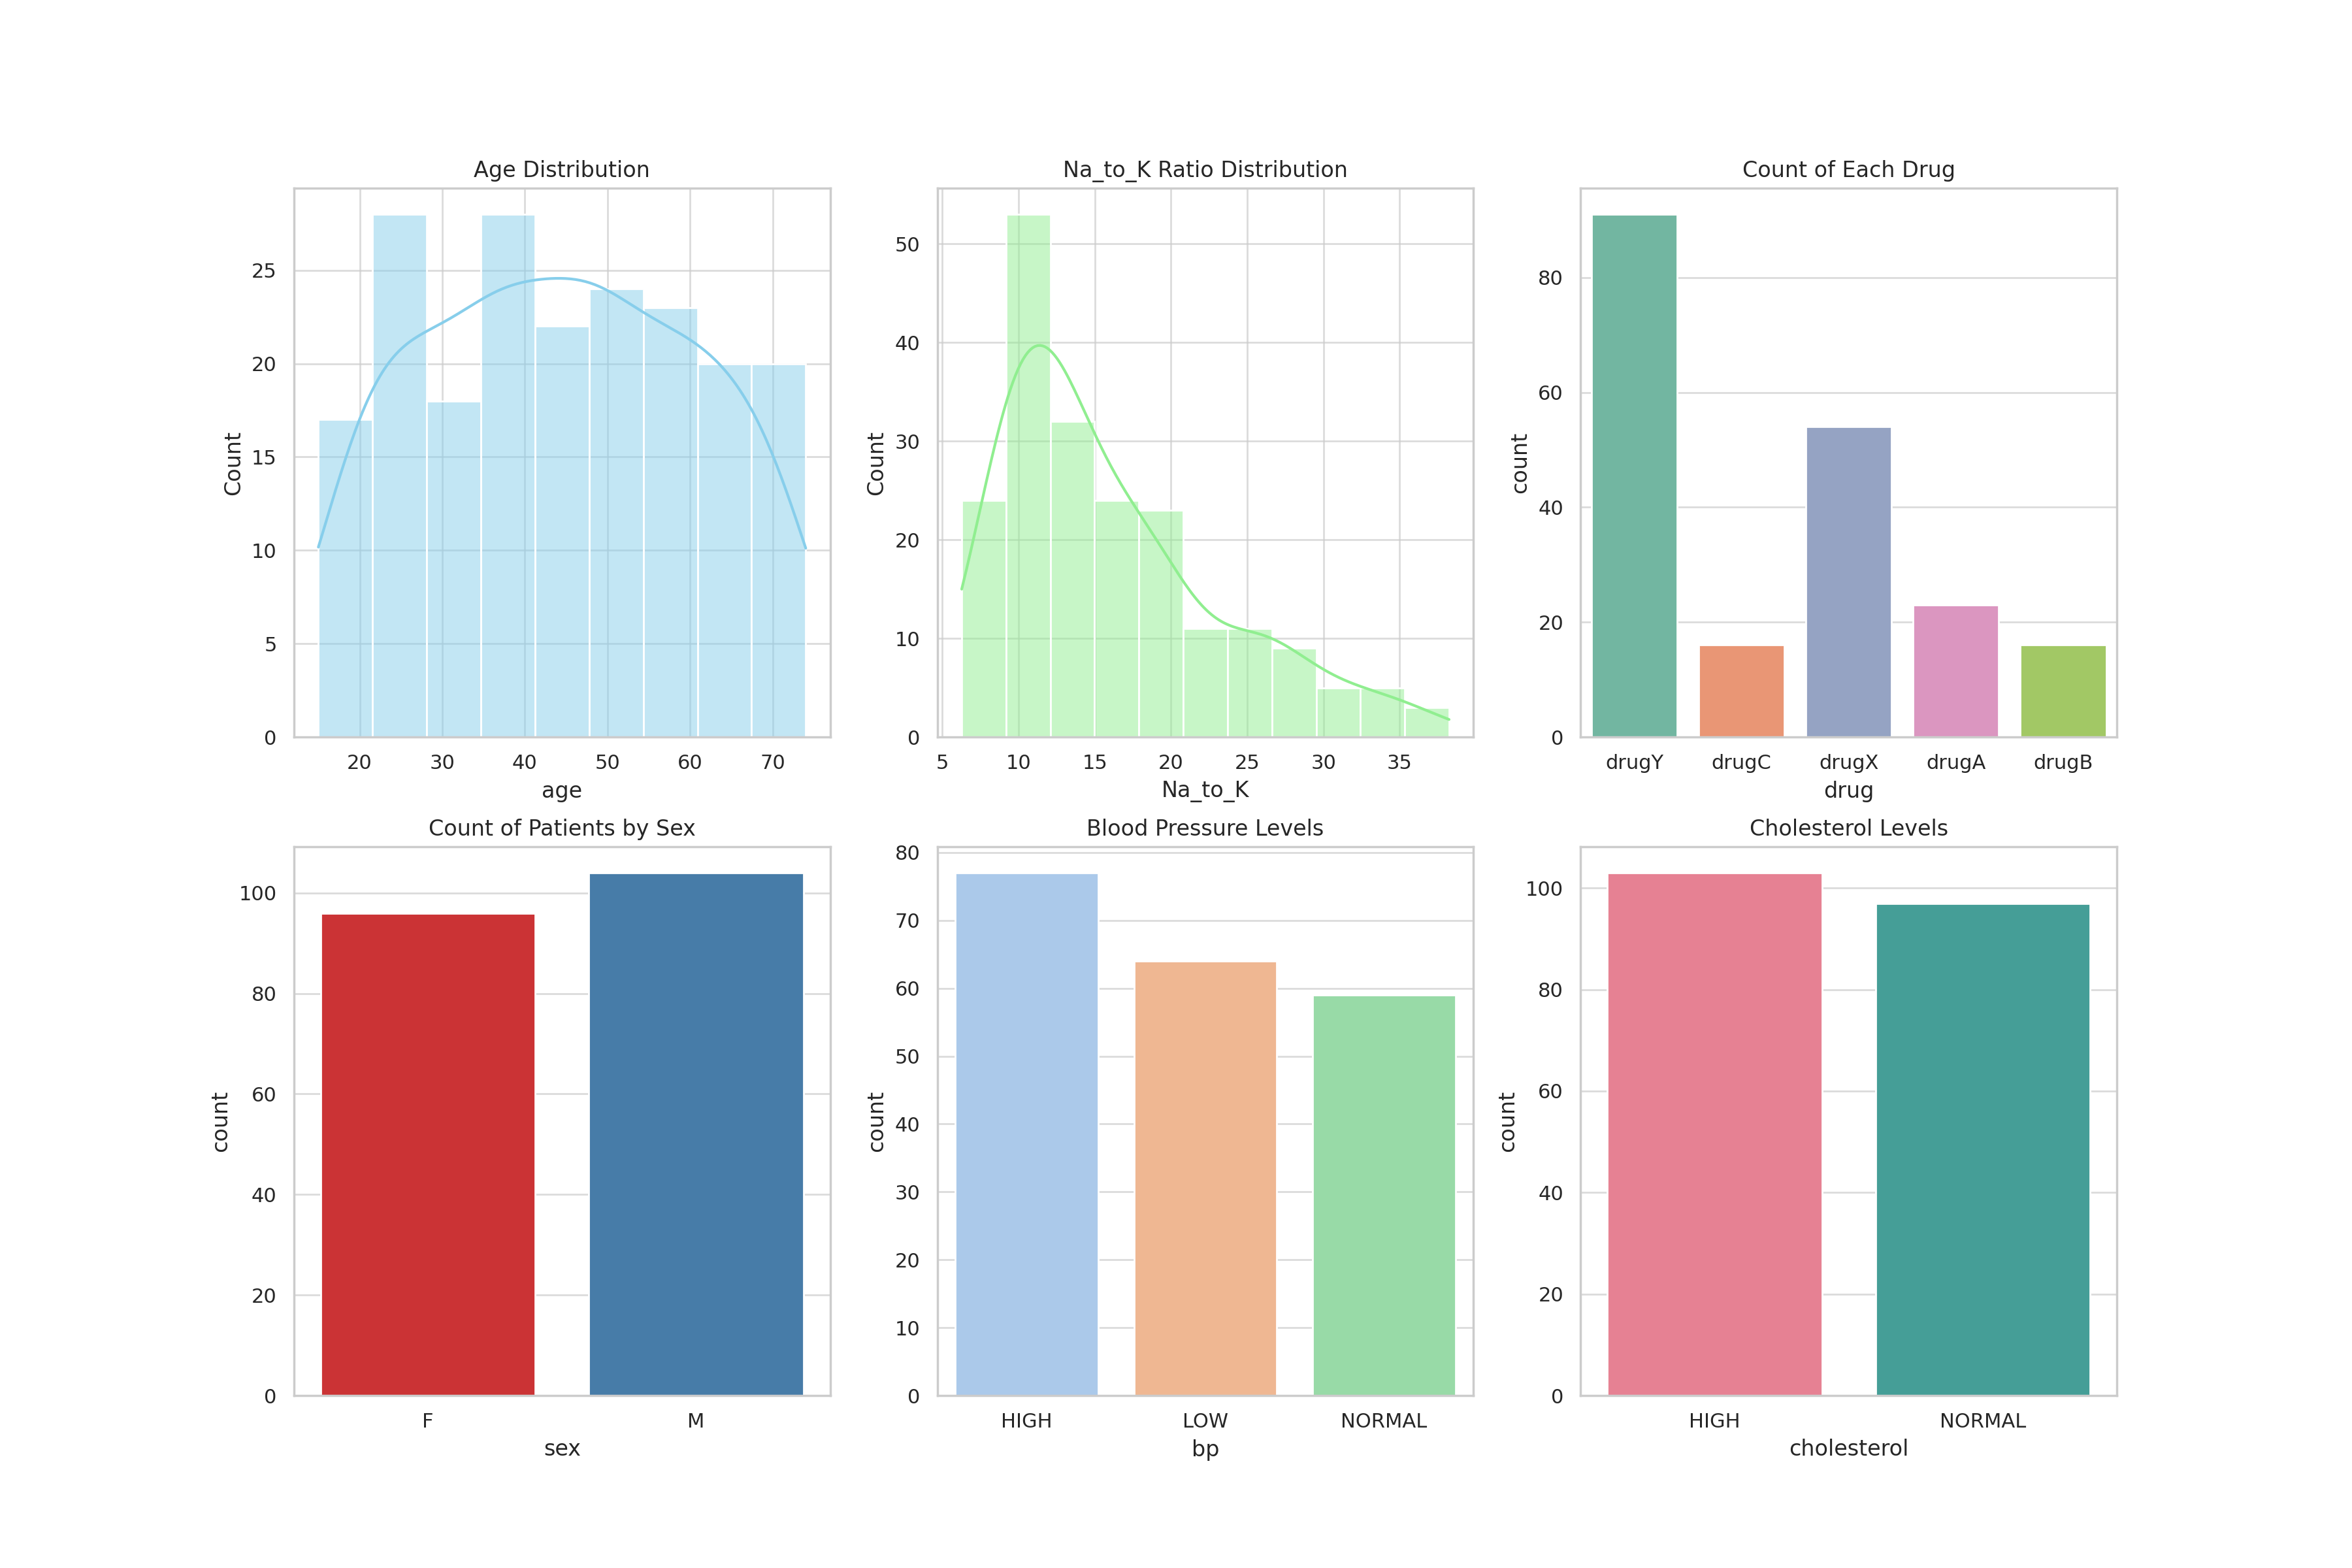 Age Distribution
Count
25
20
15
10
5
0
20 30 40 50 60 70
age
Na_to_K Ratio Distribution
Count
50
40
30
20
10
0
5 10 15 20 25 30 35
Na_to_K
Count of Each Drug
count
80
60
40
20
0
drugY drugC drugX drugA drugB
drug
Count of Patients by Sex
count
100
80
60
40
20
0
F M
sex
Blood Pressure Levels
count
80
70
60
50
40
30
20
10
0
HIGH LOW NORMAL
bp
Cholesterol Levels
count
100
80
60
40
20
0
HIGH NORMAL
cholesterol